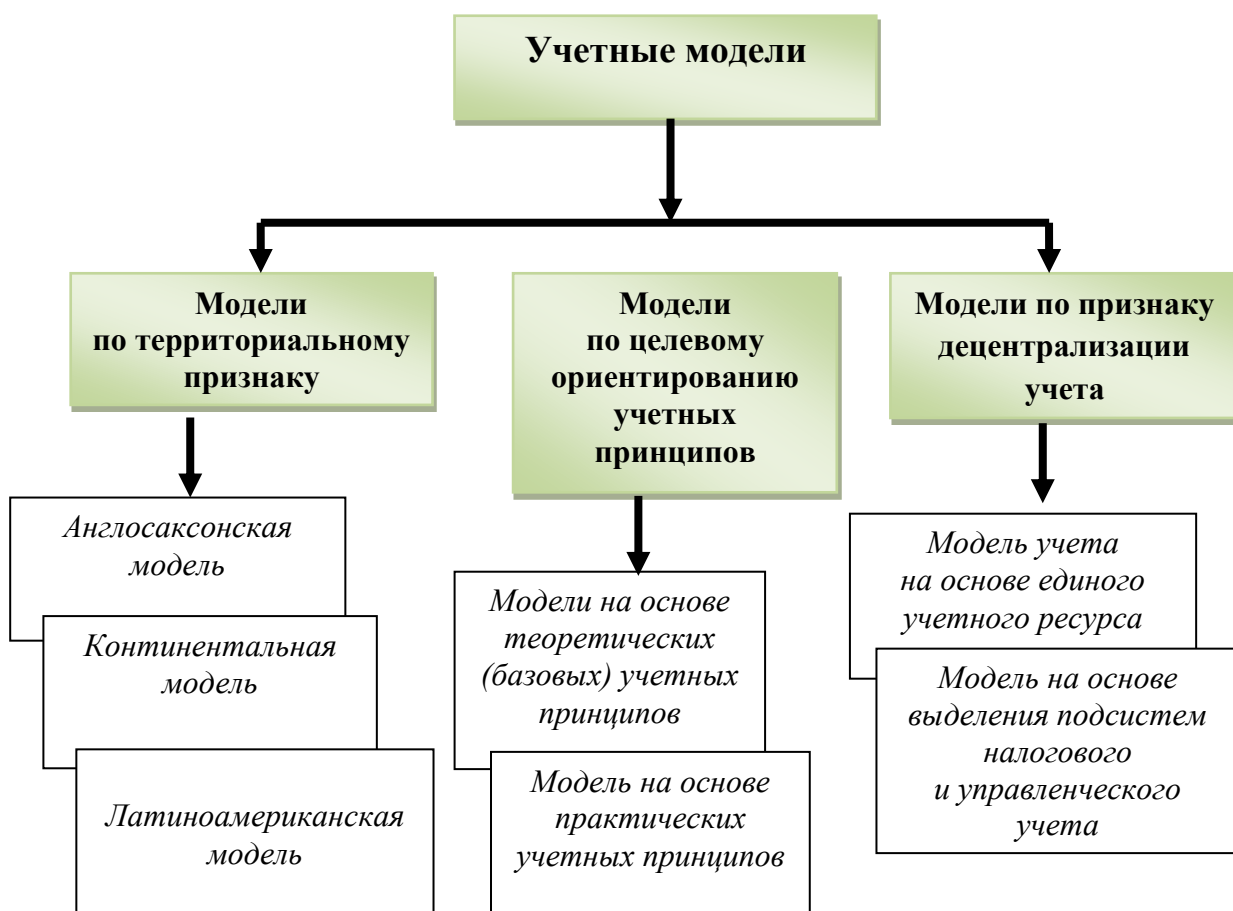 Учетные модели
Модели
по территориальному
признаку
Модели
по целевому
ориентированию
учетных
принципов
Модели по признаку
децентрализации
учета
Англосаксонская
модель
Континентальная
модель
Латиноамериканская
модель
Модели на основе
теоретических
(базовых) учетных
принципов
Модель на основе
практических
учетных принципов
Модель учета
на основе единого
учетного ресурса
Модель на основе
выделения подсистем
налогового
и управленческого
учета